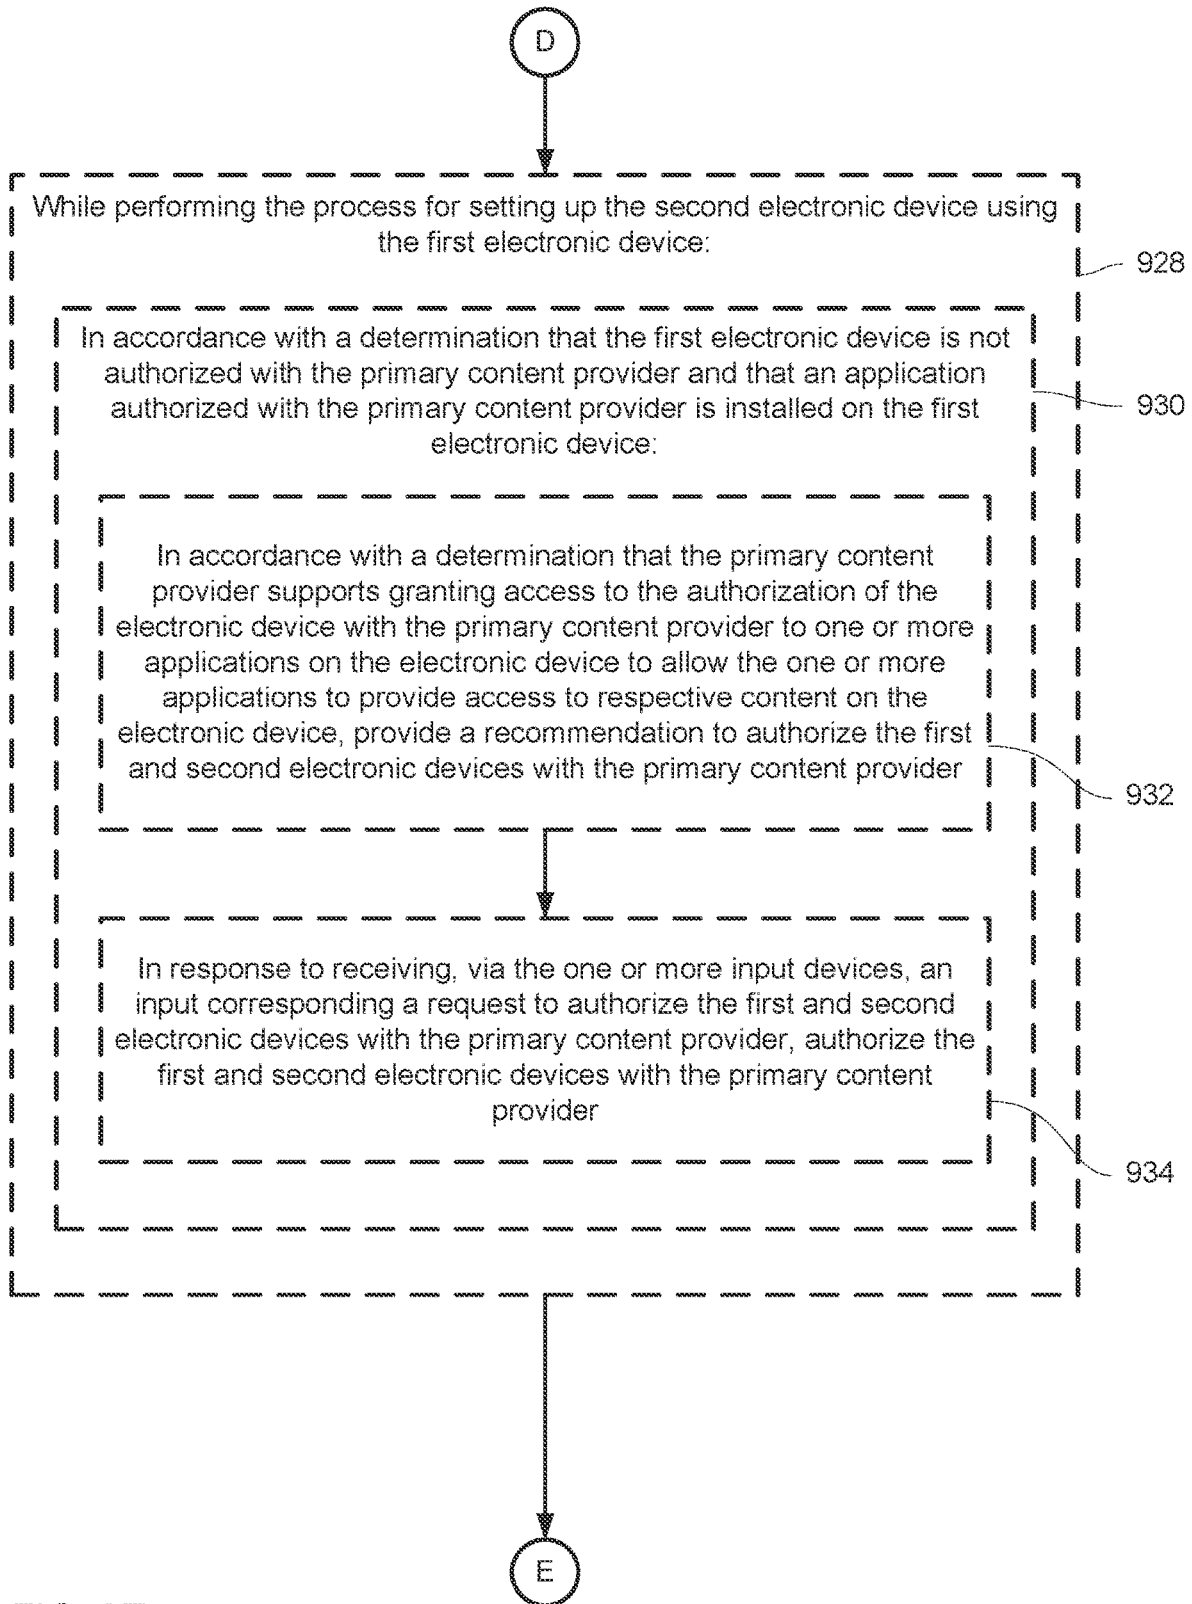 D
While performing the process for setting up the second electronic device using
the first electronic device:
928
In accordance with a determination that the first electronic device is not
authorized with the primary content provider and that an application
authorized with the primary content provider is installed on the first
electronic device:
930
In accordance with a determination that the primary content
provider supports granting access to the authorization of the
electronic device with the primary content provider to one or more
applications on the electronic device to allow the one or more
applications to provide access to respective content on the
electronic device, provide a recommendation to authorize the first
and second electronic devices with the primary content provider
932
In response to receiving, via the one or more input devices, an
input corresponding a request to authorize the first and second
electronic devices with the primary content provider, authorize the
first and second electronic devices with the primary content
provider
934
E